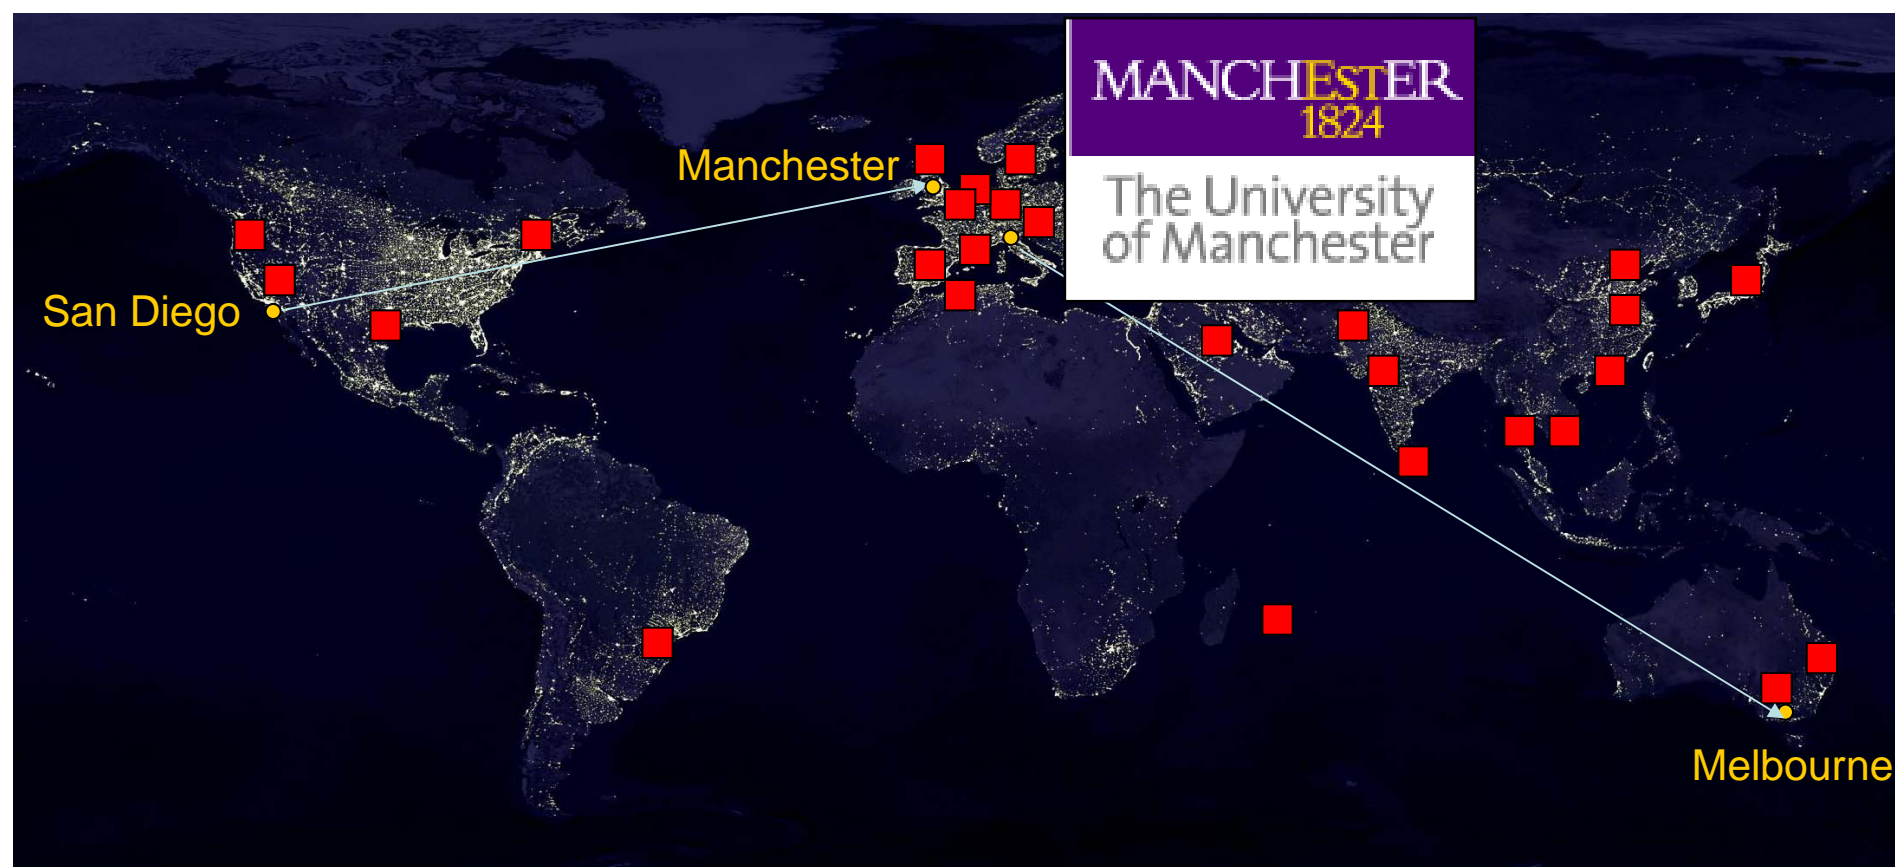 MANCHEsTER
1824
The University
of Manchester
Manchester
San Diego
Melbourne